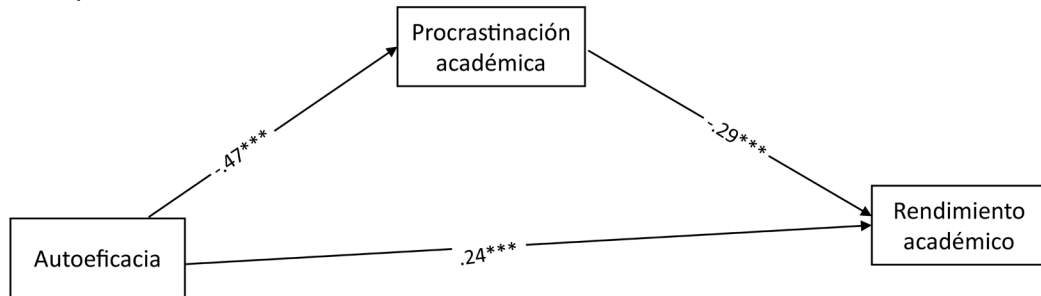 Procrastinación
académica
-.47***
-.29***
Rendimiento
académico
Autoeficacia
.24***